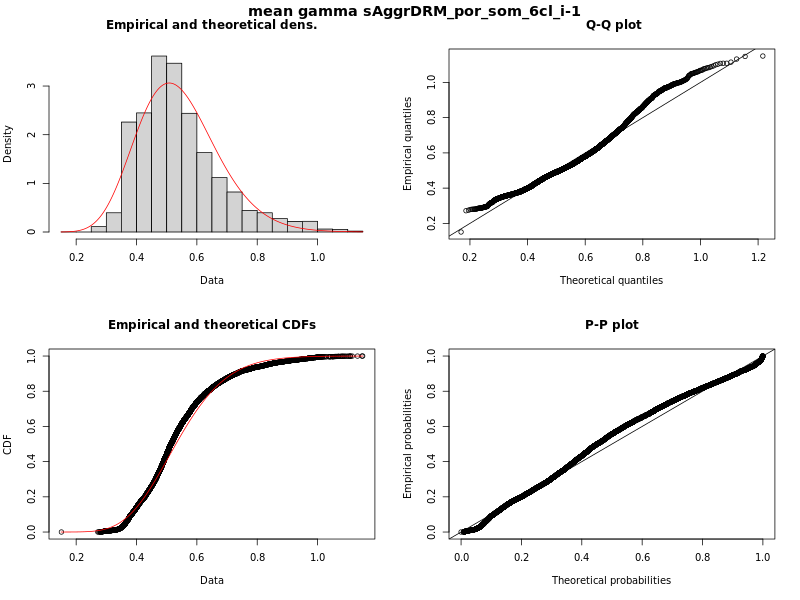 mean gamma sAggrDRM_por_som_6cl_i-1
Empirical and theoretical dens.
Density
0 1 2 3
0.2 0.4 0.6 0.8 1.0
Data
Q-Q plot
Empirical quantiles
0.2 0.4 0.6 0.8 1.0
0.2 0.4 0.6 0.8 1.0 1.2
Theoretical quantiles
Empirical and theoretical CDFs
CDF
0.0 0.2 0.4 0.6 0.8 1.0
0.2 0.4 0.6 0.8 1.0
Data
P-P plot
Empirical probabilities
0.0 0.2 0.4 0.6 0.8 1.0
0.0 0.2 0.4 0.6 0.8 1.0
Theoretical probabilities